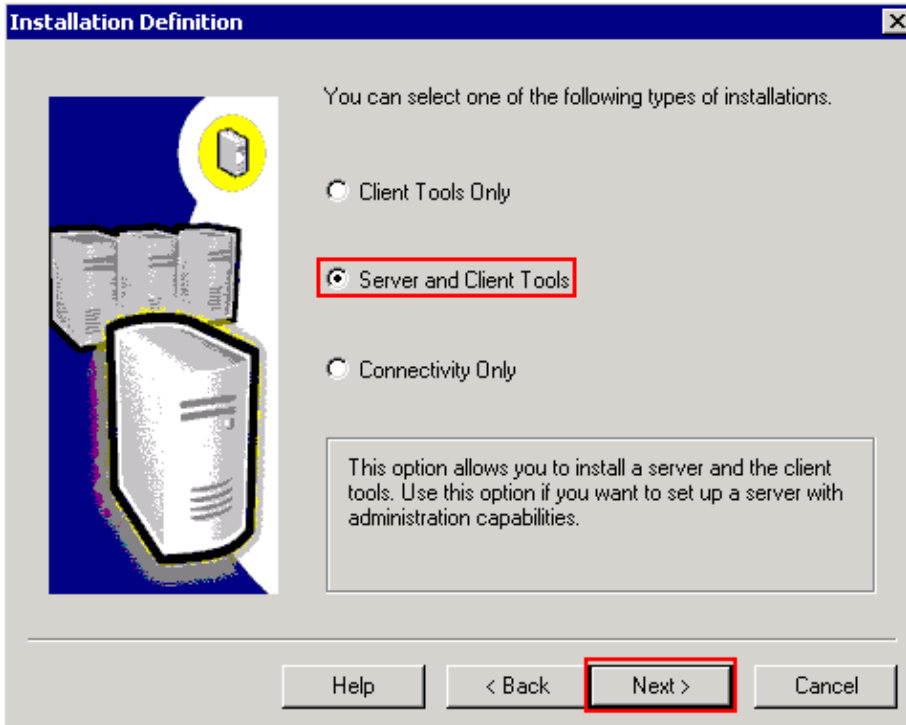 Installation Definition
You can select one of the following types of installations.
Client Tools Only
Server and Client Tools
Connectivity Only
This option allows you to install a server and the client
tools. Use this option if you want to set up a server with
administration capabilities.
Help
< Back
Next >
Cancel